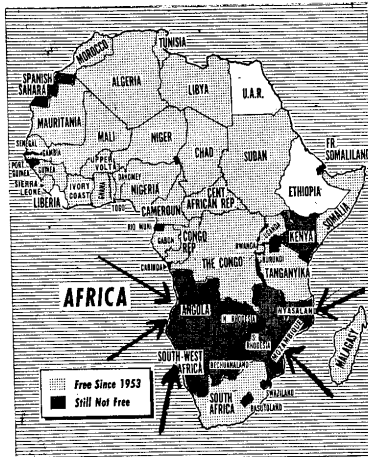 MOROCCO
TUNISIA
SPANISH
SAHARA
ALGERIA
LIBYA
U.A.R.
MAURITANIA
MALI
NIGER
CHAD
SUDAN
FR.
SOMALILAND
SENEGAL
GAMBIA
PORT.
GUINEA
GUINEA
UPPER
VOLTA
DAHOMEY
SIERRA
LEONE
IVORY
COAST
GHANA
NIGERIA
LIBERIA
TOGO
CENT.
AFRICAN REP
ETHIOPIA
CAMEROUN
SOMALIA
RIO MUNI
GABON
CONGO
REP
UGANDA
KENYA
RWANDA
BURUNDI
THE CONGO
CABINDA
TANGANYIKA
AFRICA
ANGOLA
N. RHODESIA
NYASALAND
S.
RHODESIA
MOZAMBIQUE
MALAGASY
SOUTH-WEST
AFRICA
BECHUANALAND
SWAZILAND
SOUTH
AFRICA
BASUTOLAND
Free Since 1953
Still Not Free